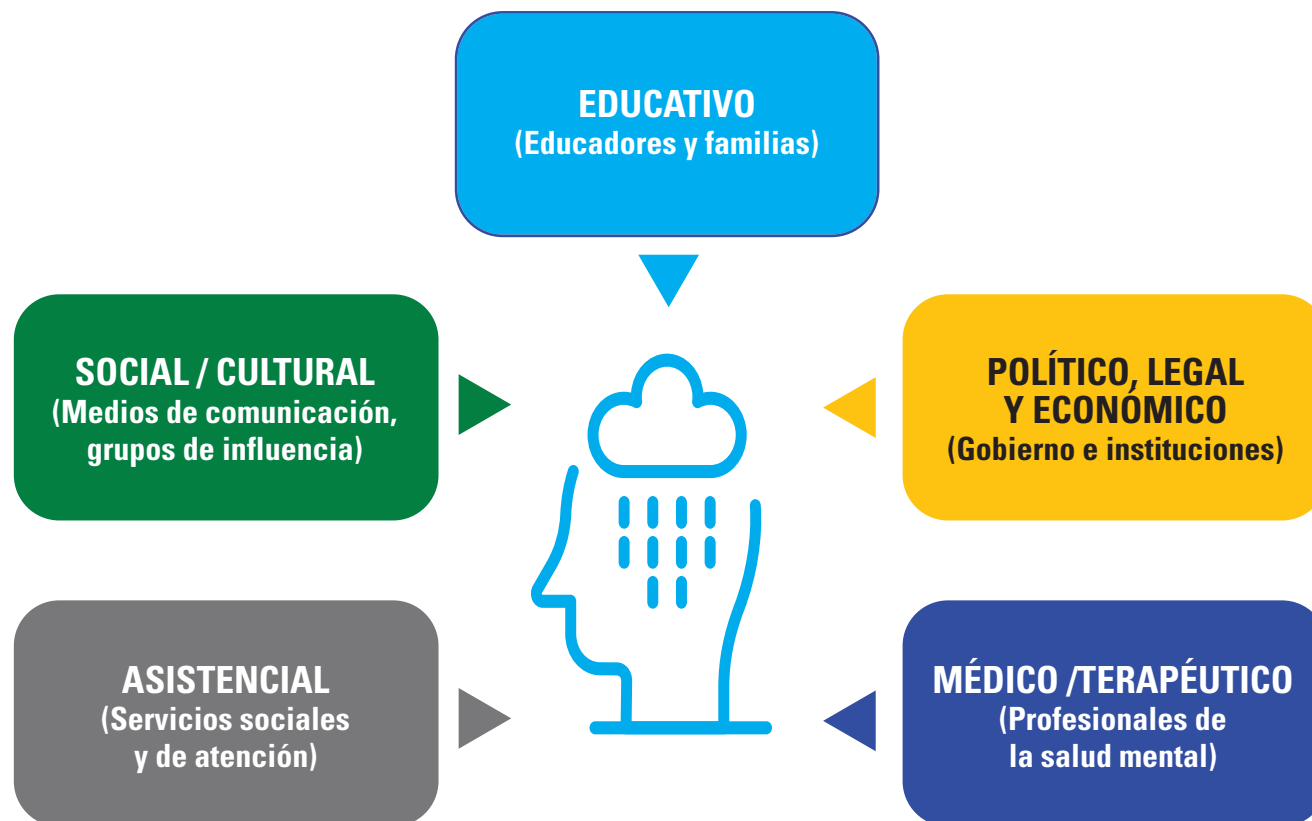 EDUCATIVO
(Educadores y familias)
SOCIAL / CULTURAL
(Medios de comunicación,
grupos de influencia)
POLÍTICO, LEGAL
Y ECONÓMICO
(Gobierno e instituciones)
ASISTENCIAL
(Servicios sociales
y de atención)
MÉDICO /TERAPÉUTICO
(Profesionales de
la salud mental)